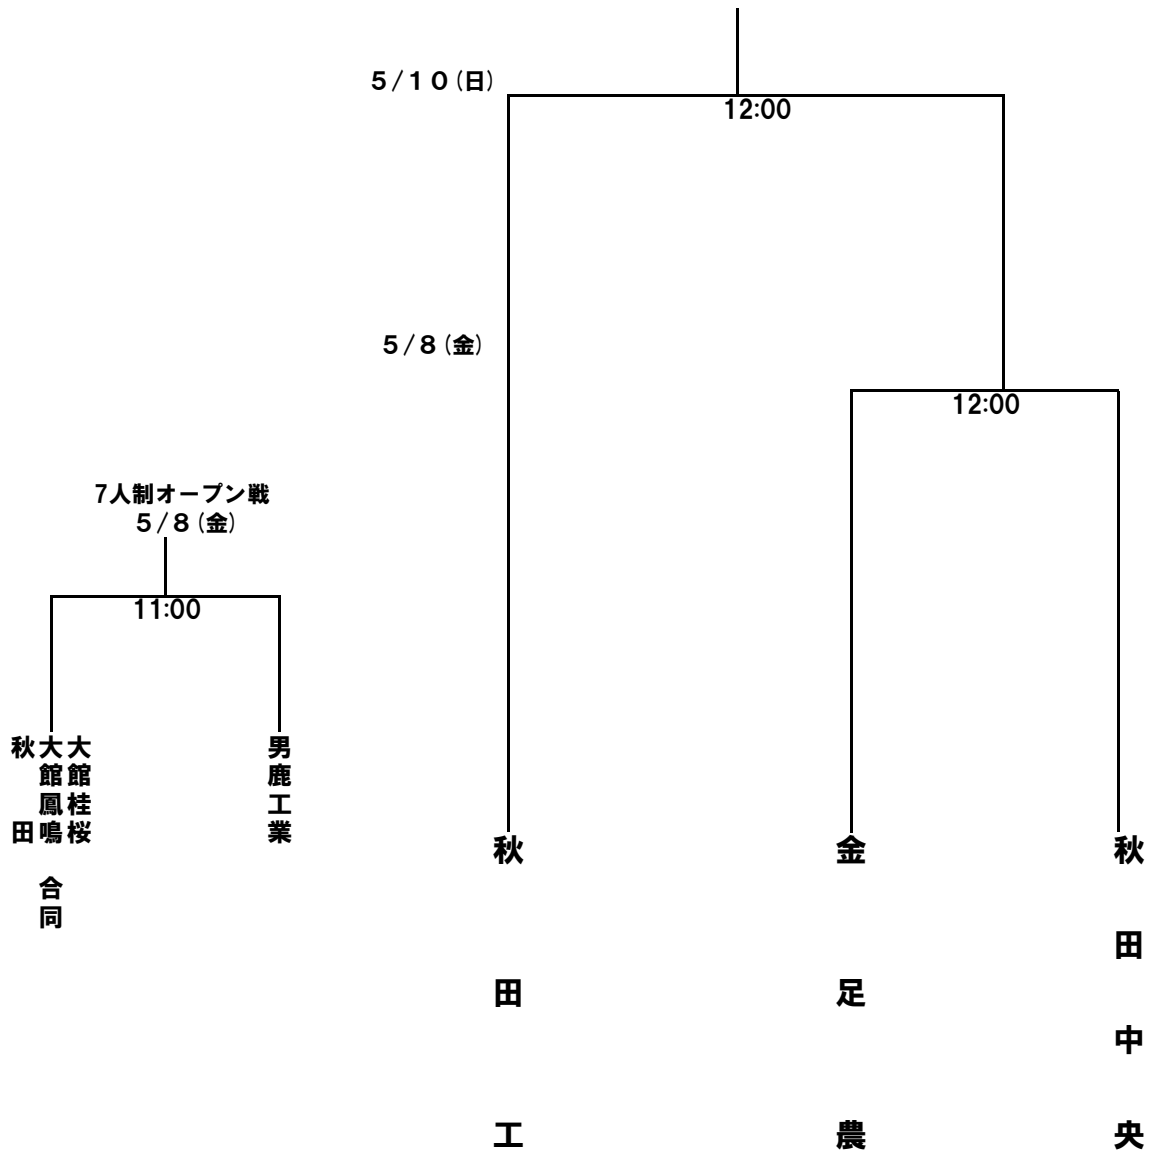 5/10(日)
12:00
5/8(金)
12:00
7人制オープン戦
5/8(金)
11:00
大館桂桜
大館鳳鳴 合同
秋田
男鹿工業
秋田工
金足農
秋田中央